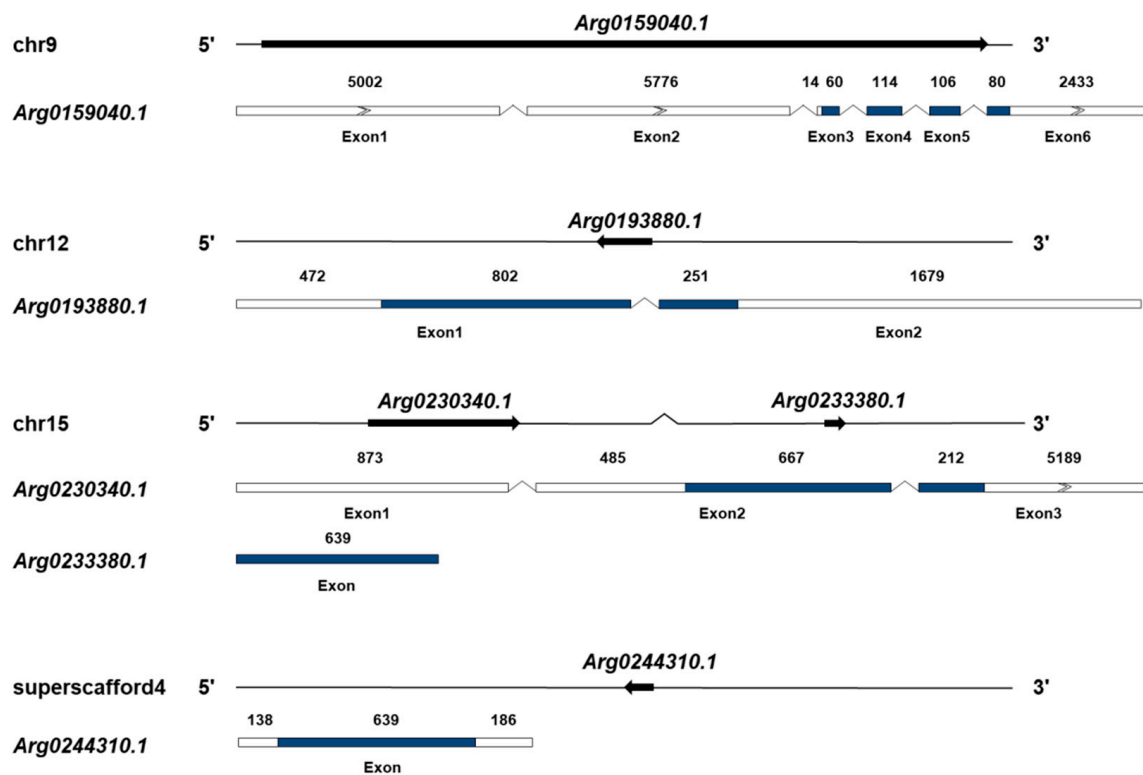 Arg0159040.1
chr9 5' 3'
5002 5776 14 60 114 106 80 2433
Arg0159040.1
Exon1 Exon2 Exon3 Exon4 Exon5 Exon6
Arg0193880.1
chr12 5' 3'
472 802 251 1679
Arg0193880.1
Exon1 Exon2
Arg0230340.1 Arg0233380.1
chr15 5' 3'
873 485 667 212 5189
Arg0230340.1
Exon1 Exon2 Exon3
639
Arg0233380.1
Exon
Arg0244310.1
superscafford4 5' 3'
138 639 186
Arg0244310.1
Exon